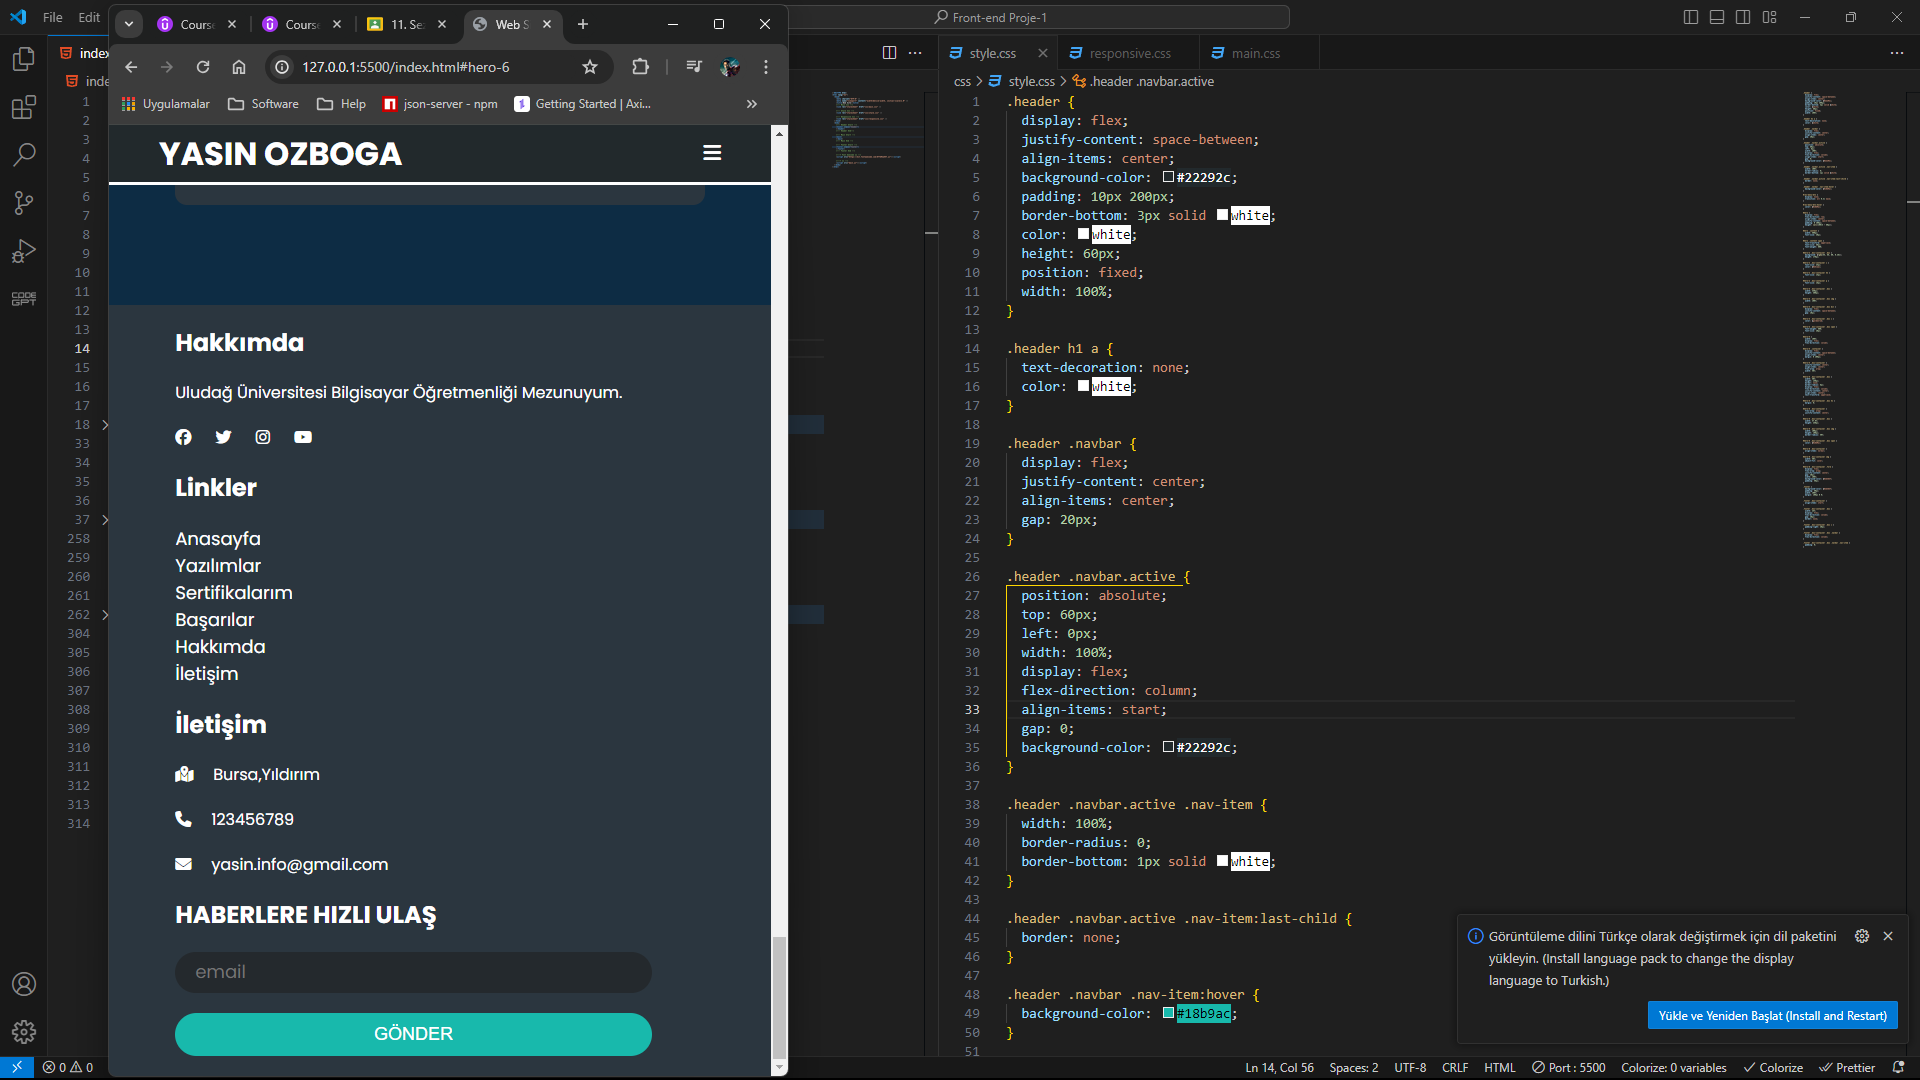 File
Edit
Front-end Proje-1
Course
Course
11. Se
Web S
127.0.0.1:5500/index.html#hero-6
Uygulamalar
Software
Help
json-server - npm
Getting Started | Axi...
YASIN OZBOGA
Hakkımda
Uludağ Üniversitesi Bilgisayar Öğretmenliği Mezunuyum.
Linkler
Anasayfa
Yazılımlar
Sertifikalarım
Başarılar
Hakkımda
İletişim
İletişim
Bursa,Yıldırım
123456789
yasin.info@gmail.com
HABERLERE HIZLI ULAŞ
email
GÖNDER
index
inde
1
2
3
4
5
6
7
8
9
10
11
12
13
14
15
16
17
18
33
34
35
36
37
258
259
260
261
262
304
305
306
307
308
309
310
311
312
313
314
CODE
GPT
style.css
responsive.css
main.css
css > style.css > .header .navbar.active
1 .header {
2 display: flex;
3 justify-content: space-between;
4 align-items: center;
5 background-color: #22292c;
6 padding: 10px 200px;
7 border-bottom: 3px solid white;
8 color: white;
9 height: 60px;
10 position: fixed;
11 width: 100%;
12 }
13
14 .header h1 a {
15 text-decoration: none;
16 color: white;
17 }
18
19 .header .navbar {
20 display: flex;
21 justify-content: center;
22 align-items: center;
23 gap: 20px;
24 }
25
26 .header .navbar.active {
27 position: absolute;
28 top: 60px;
29 left: 0px;
30 width: 100%;
31 display: flex;
32 flex-direction: column;
33 align-items: start;
34 gap: 0;
35 background-color: #22292c;
36 }
37
38 .header .navbar.active .nav-item {
39 width: 100%;
40 border-radius: 0;
41 border-bottom: 1px solid white;
42 }
43
44 .header .navbar.active .nav-item:last-child {
45 border: none;
46 }
47
48 .header .navbar .nav-item:hover {
49 background-color: #18b9ac;
50 }
51
Görüntüleme dilini Türkçe olarak değiştirmek için dil paketini
yükleyin. (Install language pack to change the display
language to Turkish.)
Yükle ve Yeniden Başlat (Install and Restart)
0 0
Ln 14, Col 56
Spaces: 2
UTF-8
CRLF
HTML
Port : 5500
Colorize: 0 variables
Colorize
Prettier